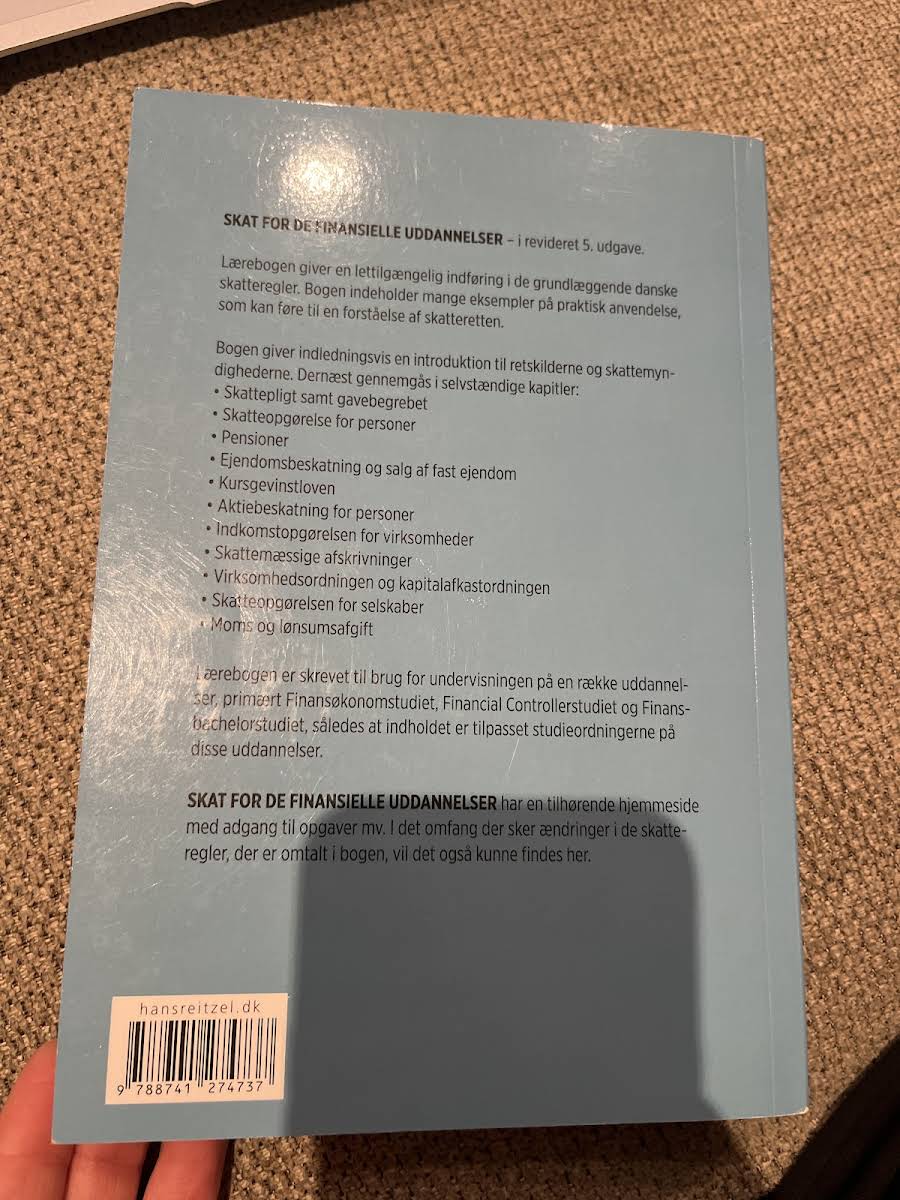 SKAT FOR DE FINANSIELLE UDDANNELSER – i revideret 5. udgave.
Lærebogen giver en lettilgængelig indføring i de grundlæggende danske
skatteregler. Bogen indeholder mange eksempler på praktisk anvendelse,
som kan føre til en forståelse af skatteretten.
Bogen giver indledningsvis en introduktion til retskilderne og skattemyn-
dighederne. Dernæst gennemgås i selvstændige kapitler:
• Skattepligt samt gavebegrebet
• Skatteopgørelse for personer
• Pensioner
• Ejendomsbeskatning og salg af fast ejendom
• Kursgevinstloven
• Aktiebeskatning for personer
• Indkomstopgørelsen for virksomheder
• Skattemæssige afskrivninger
• Virksomhedsordningen og kapitalafkastordningen
• Skatteopgørelsen for selskaber
• Moms og lønsumsafgift
Lærebogen er skrevet til brug for undervisningen på en række uddannel-
ser, primært Finansøkonomstudiet, Financial Controllerstudiet og Finans-
bachelorstudiet, således at indholdet er tilpasset studieordningerne på
disse uddannelser.
SKAT FOR DE FINANSIELLE UDDANNELSER har en tilhørende hjemmeside
med adgang til opgaver mv. I det omfang der sker ændringer i de skatte-
regler, der er omtalt i bogen, vil det også kunne findes her.
hansreitzel.dk
9 788741 274737